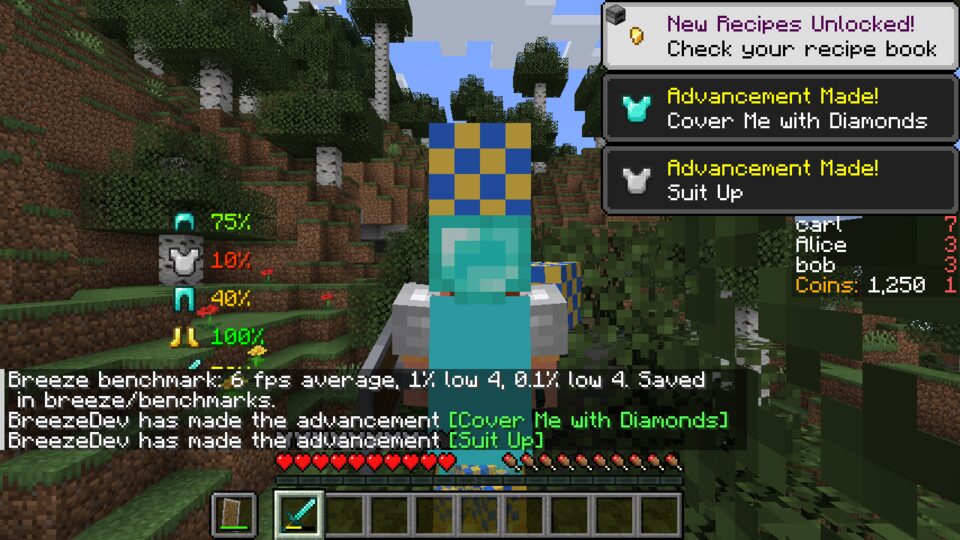 New Recipes Unlocked!
Check your recipe book
Advancement Made!
Cover Me with Diamonds
Advancement Made!
Suit Up
carl 7
Alice 3
bob 3
Coins: 1,250 1
75%
10%
40%
100%
Breeze benchmark: 6 fps average, 1% low 4, 0.1% low 4. Saved
in breeze/benchmarks.
BreezeDev has made the advancement [Cover Me with Diamonds]
BreezeDev has made the advancement [Suit Up]